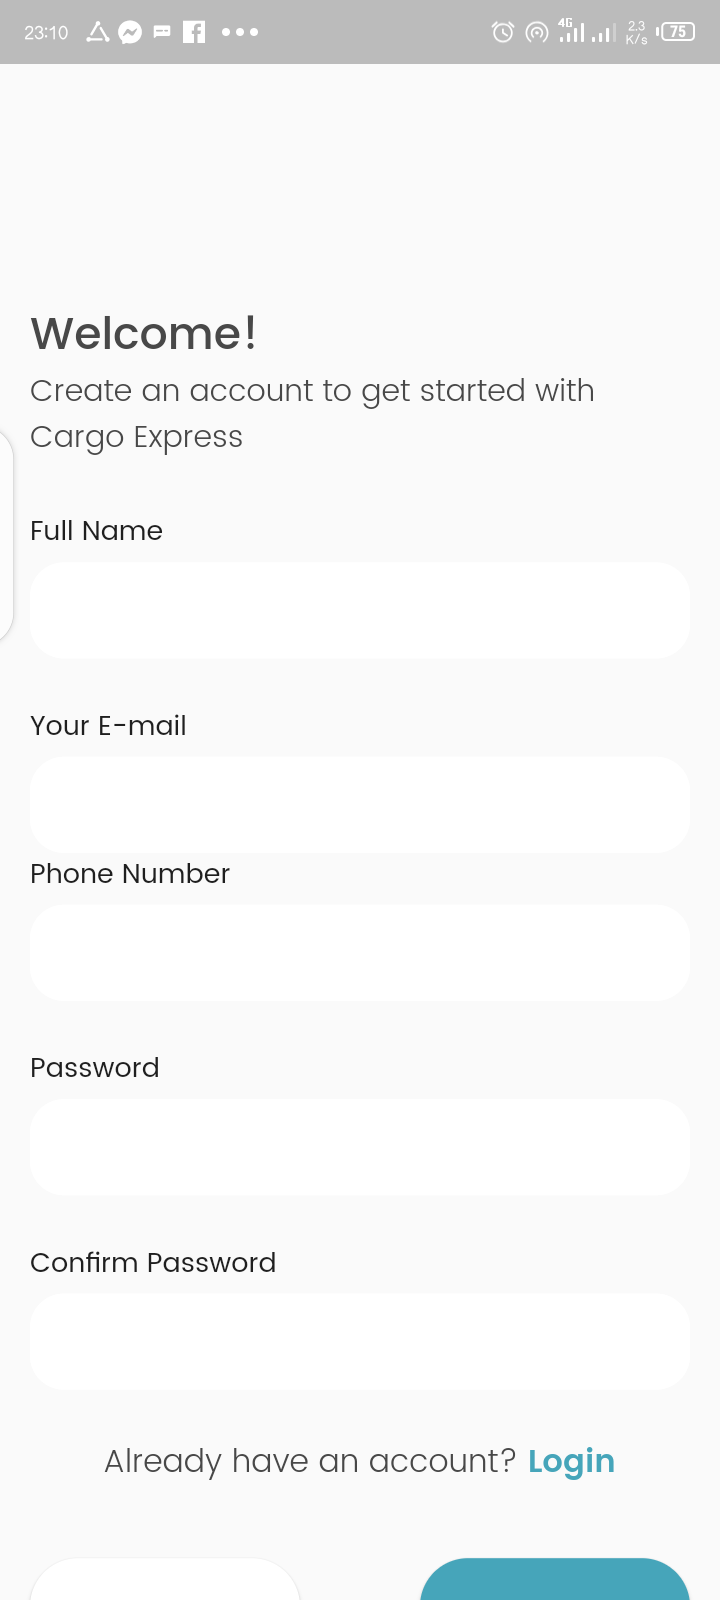 23:10
4G
2.3
K/s
75
Welcome!
Create an account to get started with
Cargo Express
Full Name
Your E-mail
Phone Number
Password
Confirm Password
Already have an account? Login